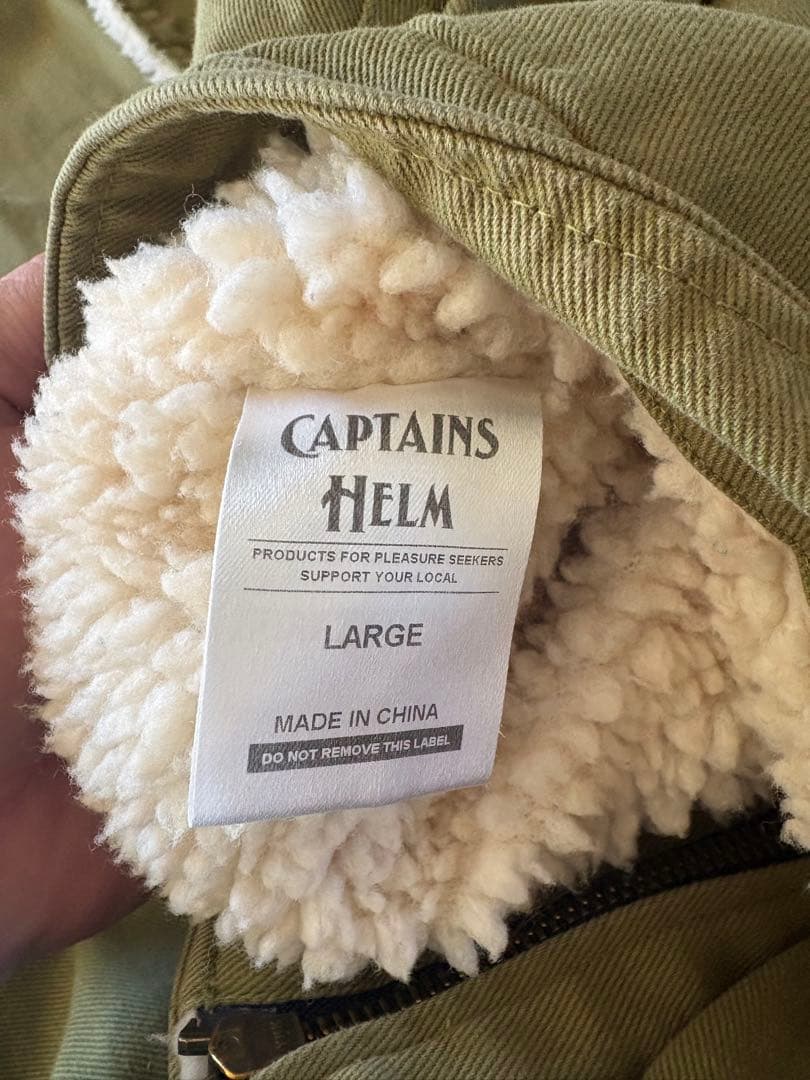 CAPTAINS
HELM
PRODUCTS FOR PLEASURE SEEKERS
SUPPORT YOUR LOCAL
LARGE
MADE IN CHINA
DO NOT REMOVE THIS LABEL